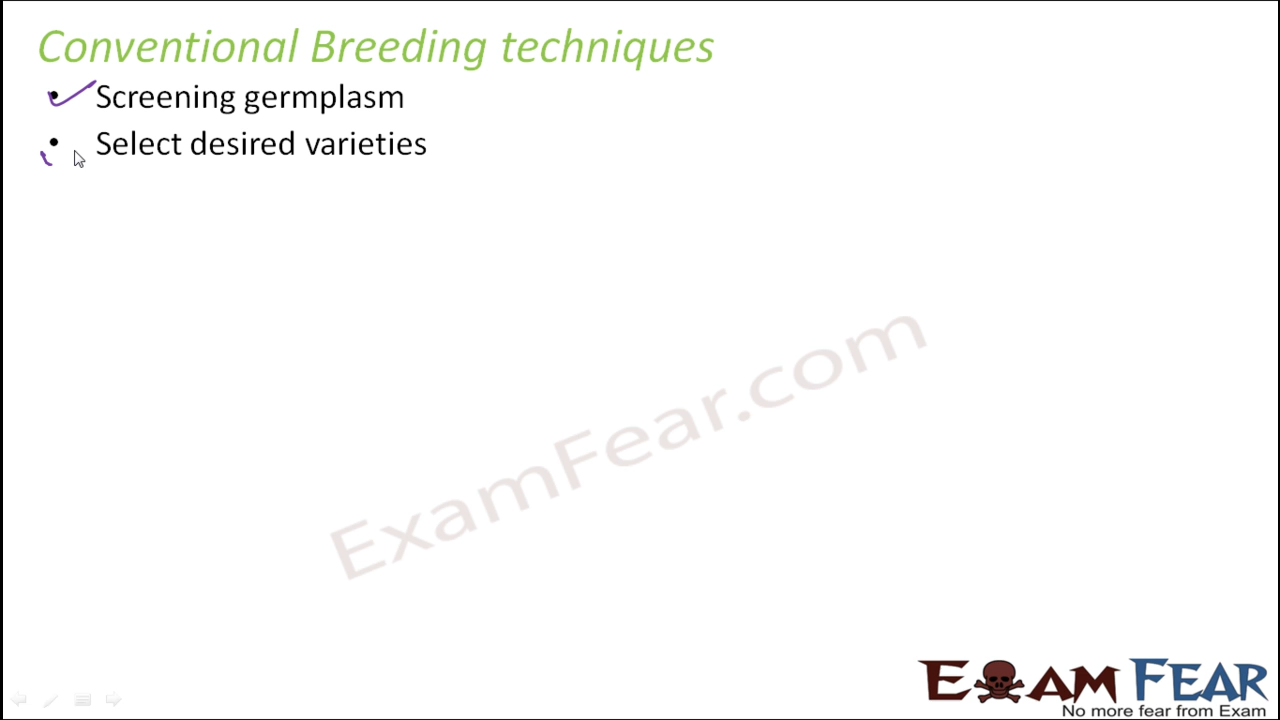 Conventional Breeding techniques
• Screening germplasm
• Select desired varieties
ExamFear.com
EXAM FEAR
No more fear from Exam